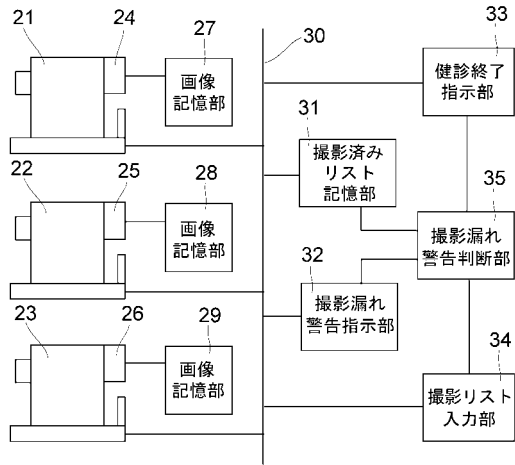 21
24
27
画像
記憶部
30
33
健診終了
指示部
31
撮影済み
リスト
記憶部
22
25
28
画像
記憶部
35
撮影漏れ
警告判断部
32
撮影漏れ
警告指示部
23
26
29
画像
記憶部
34
撮影リスト
入力部